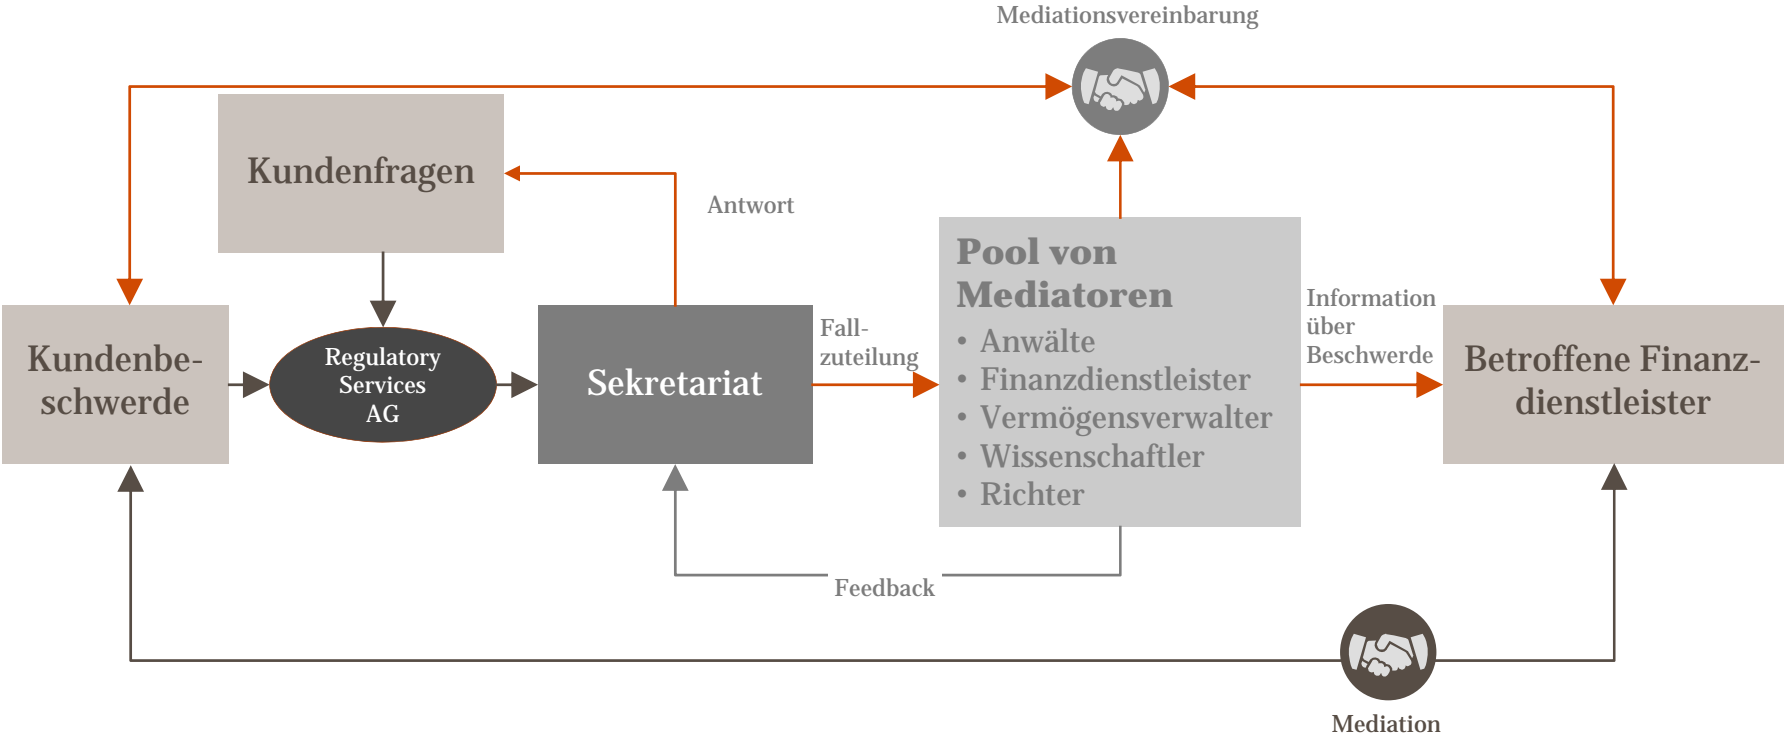 Mediationsvereinbarung
Kundenfragen
Antwort
Kundenbe-
schwerde
Regulatory
Services
AG
Sekretariat
Fall-
zuteilung
Pool von
Mediatoren
• Anwälte
• Finanzdienstleister
• Vermögensverwalter
• Wissenschaftler
• Richter
Information
über
Beschwerde
Betroffene Finanz-
dienstleister
Feedback
Mediation